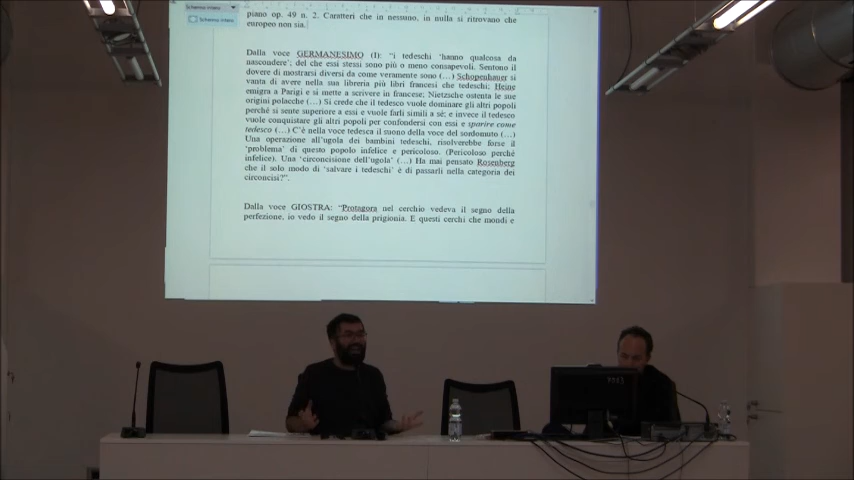 Schermo intero
Schermo intero
piano op. 49 n. 2. Caratteri che in nessuno, in nulla si ritrovano che
europeo non sia.
Dalla voce GERMANESIMO (I): “i tedeschi ‘hanno qualcosa da
nascondere’; del che essi stessi sono più o meno consapevoli. Sentono il
dovere di mostrarsi diversi da come veramente sono (…) Schopenhauer si
vanta di avere nella sua libreria più libri francesi che tedeschi; Heine
emigra a Parigi e si mette a scrivere in francese; Nietzsche ostenta le sue
origini polacche (…) Si crede che il tedesco vuole dominare gli altri popoli
perché si sente superiore a essi e vuole farli simili a sé; e invece il tedesco
vuole conquistare gli altri popoli per confondersi con essi e sparire come
tedesco (…) C’è nella voce tedesca il suono della voce del sordomuto (…)
Una operazione all’ugola dei bambini tedeschi, risolverebbe forse il
‘problema’ di questo popolo infelice e pericoloso. (Pericoloso perché
infelice). Una ‘circoncisione dell’ugola’ (…) Ha mai pensato Rosenberg
che il solo modo di ‘salvare i tedeschi’ è di passarli nella categoria dei
circoncisi?”.
Dalla voce GIOSTRA: “Protagora nel cerchio vedeva il segno della
perfezione, io vedo il segno della prigionia. E questi cerchi che mondi e